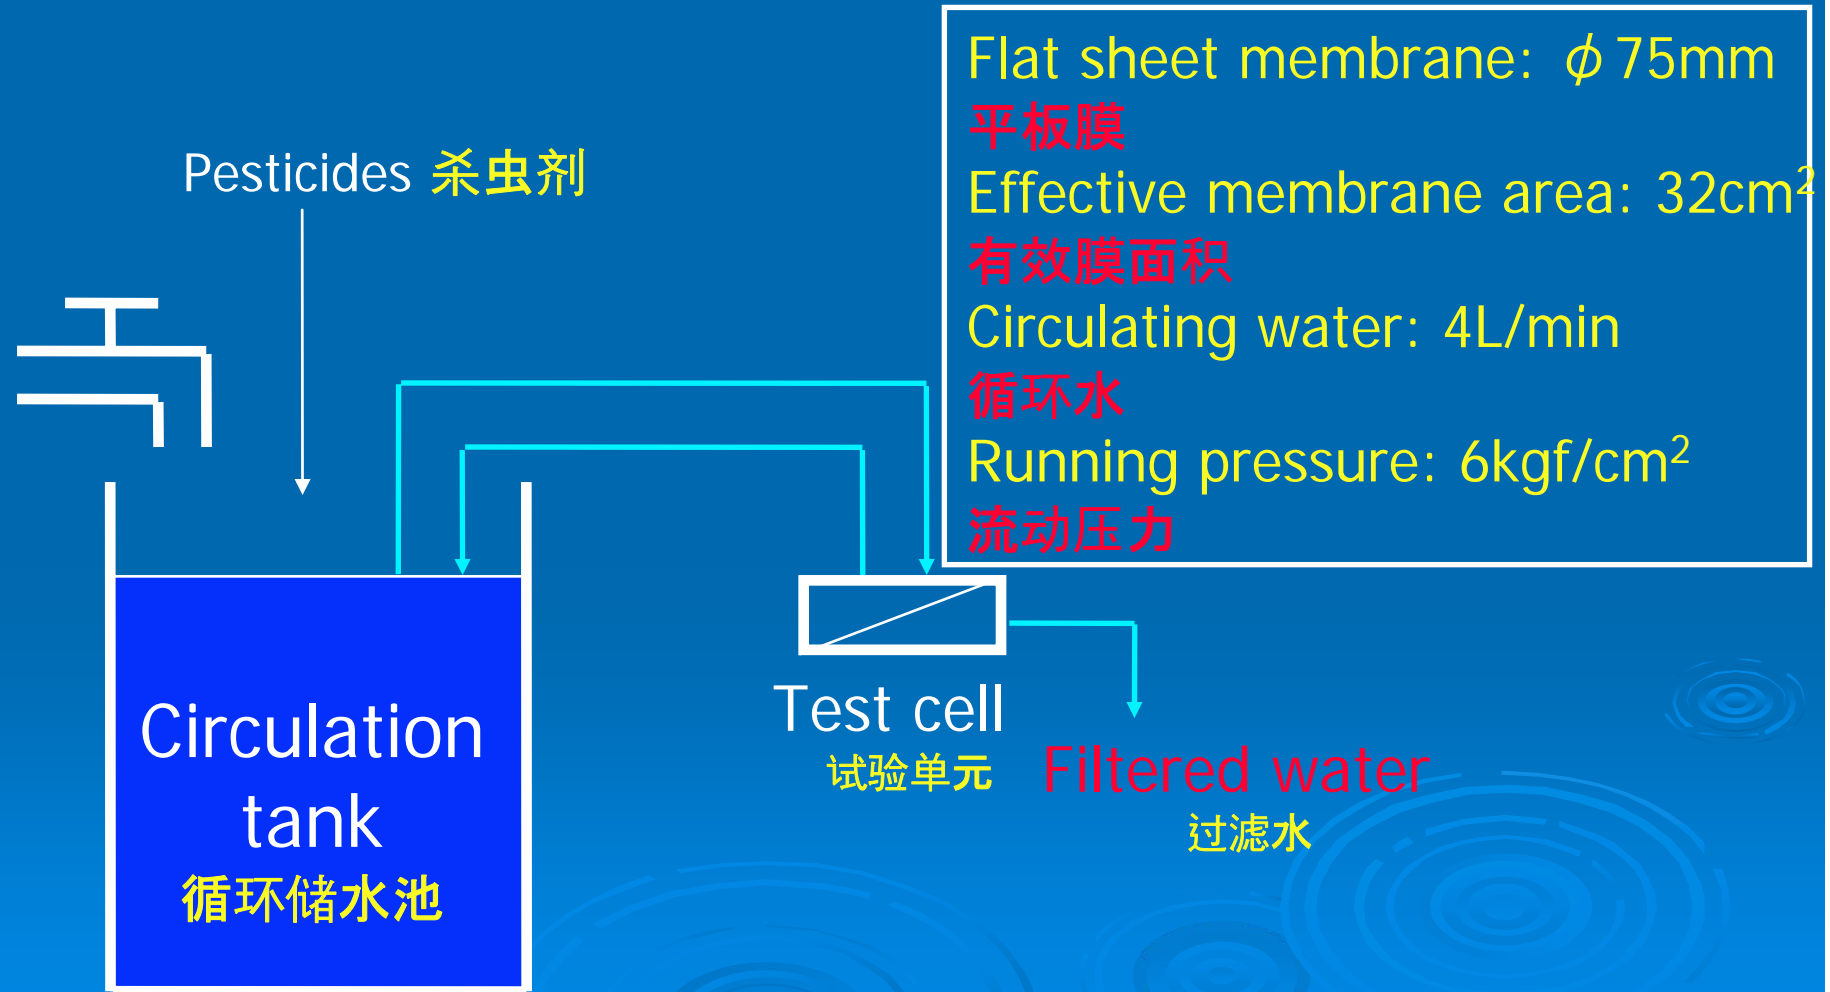 Flat sheet membrane: φ75mm
平板膜
Effective membrane area: 32cm²
有效膜面积
Circulating water: 4L/min
循环水
Running pressure: 6kgf/cm²
流动压力
Pesticides 杀虫剂
Circulation
tank
循环储水池
Test cell
试验单元
Filtered water
过滤水